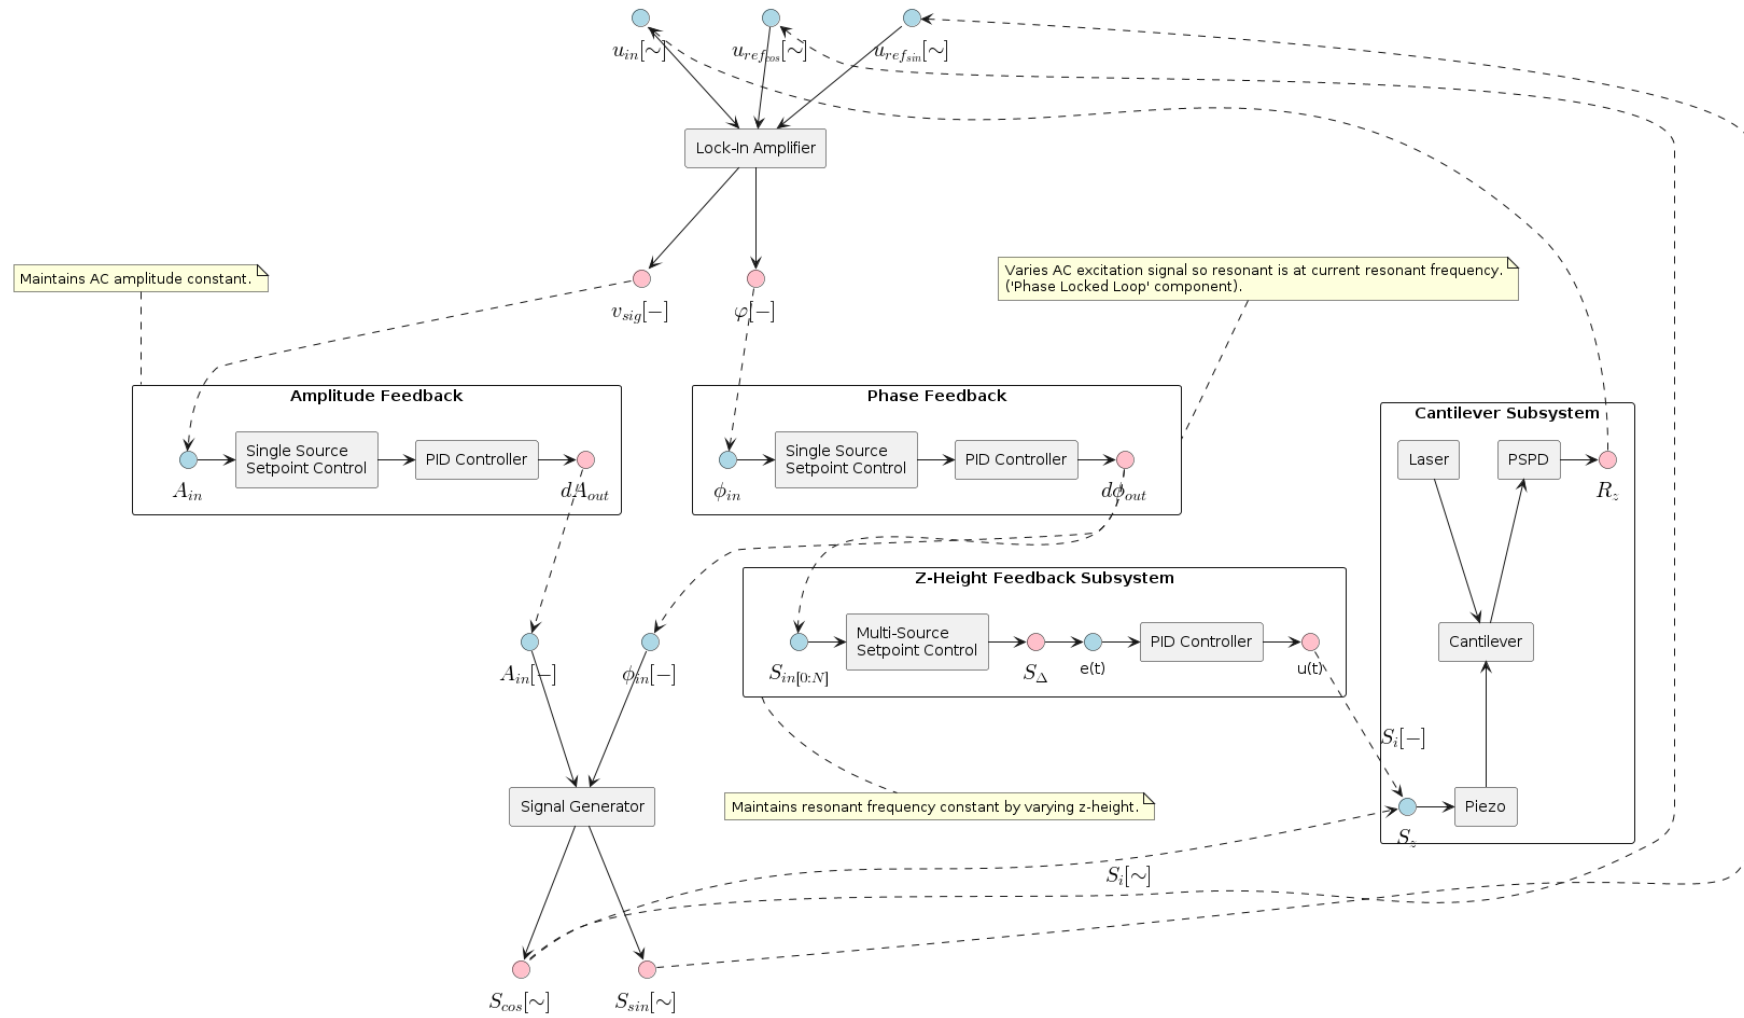 u_in[~]
u_ref_cos[~]
u_ref_sin[~]
Lock-In Amplifier
Maintains AC amplitude constant.
v_sig[−]
φ[−]
Varies AC excitation signal so resonant is at current resonant frequency.
('Phase Locked Loop' component).
Amplitude Feedback
A_in
Single Source
Setpoint Control
PID Controller
dA_out
Phase Feedback
ϕ_in
Single Source
Setpoint Control
PID Controller
dϕ_out
Cantilever Subsystem
Laser
PSPD
R_z
Cantilever
Z-Height Feedback Subsystem
S_in[0:N]
Multi-Source
Setpoint Control
S_Δ
e(t)
PID Controller
u(t)
A_in[−]
ϕ_in[−]
S_i[−]
Signal Generator
Maintains resonant frequency constant by varying z-height.
Piezo
S_z
S_i[~]
S_cos[~]
S_sin[~]